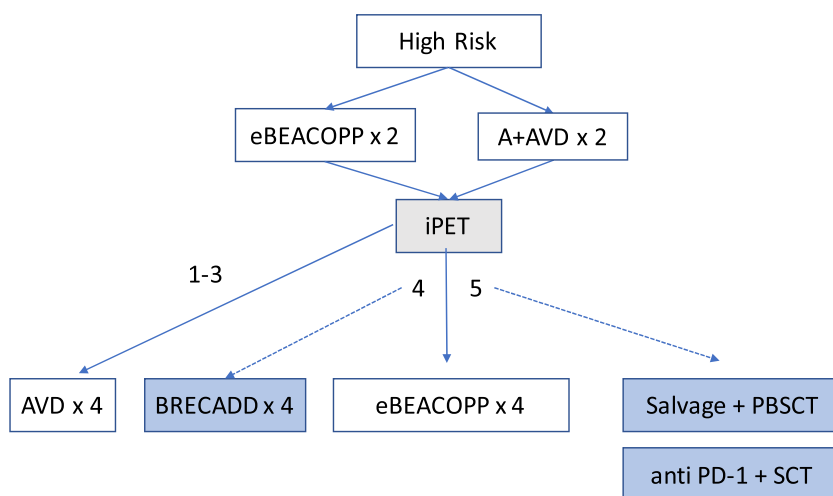 High Risk
eBEACOPP x 2
A+AVD x 2
iPET
1-3
4
5
AVD x 4
BRECADD x 4
eBEACOPP x 4
Salvage + PBSCT
anti PD-1 + SCT